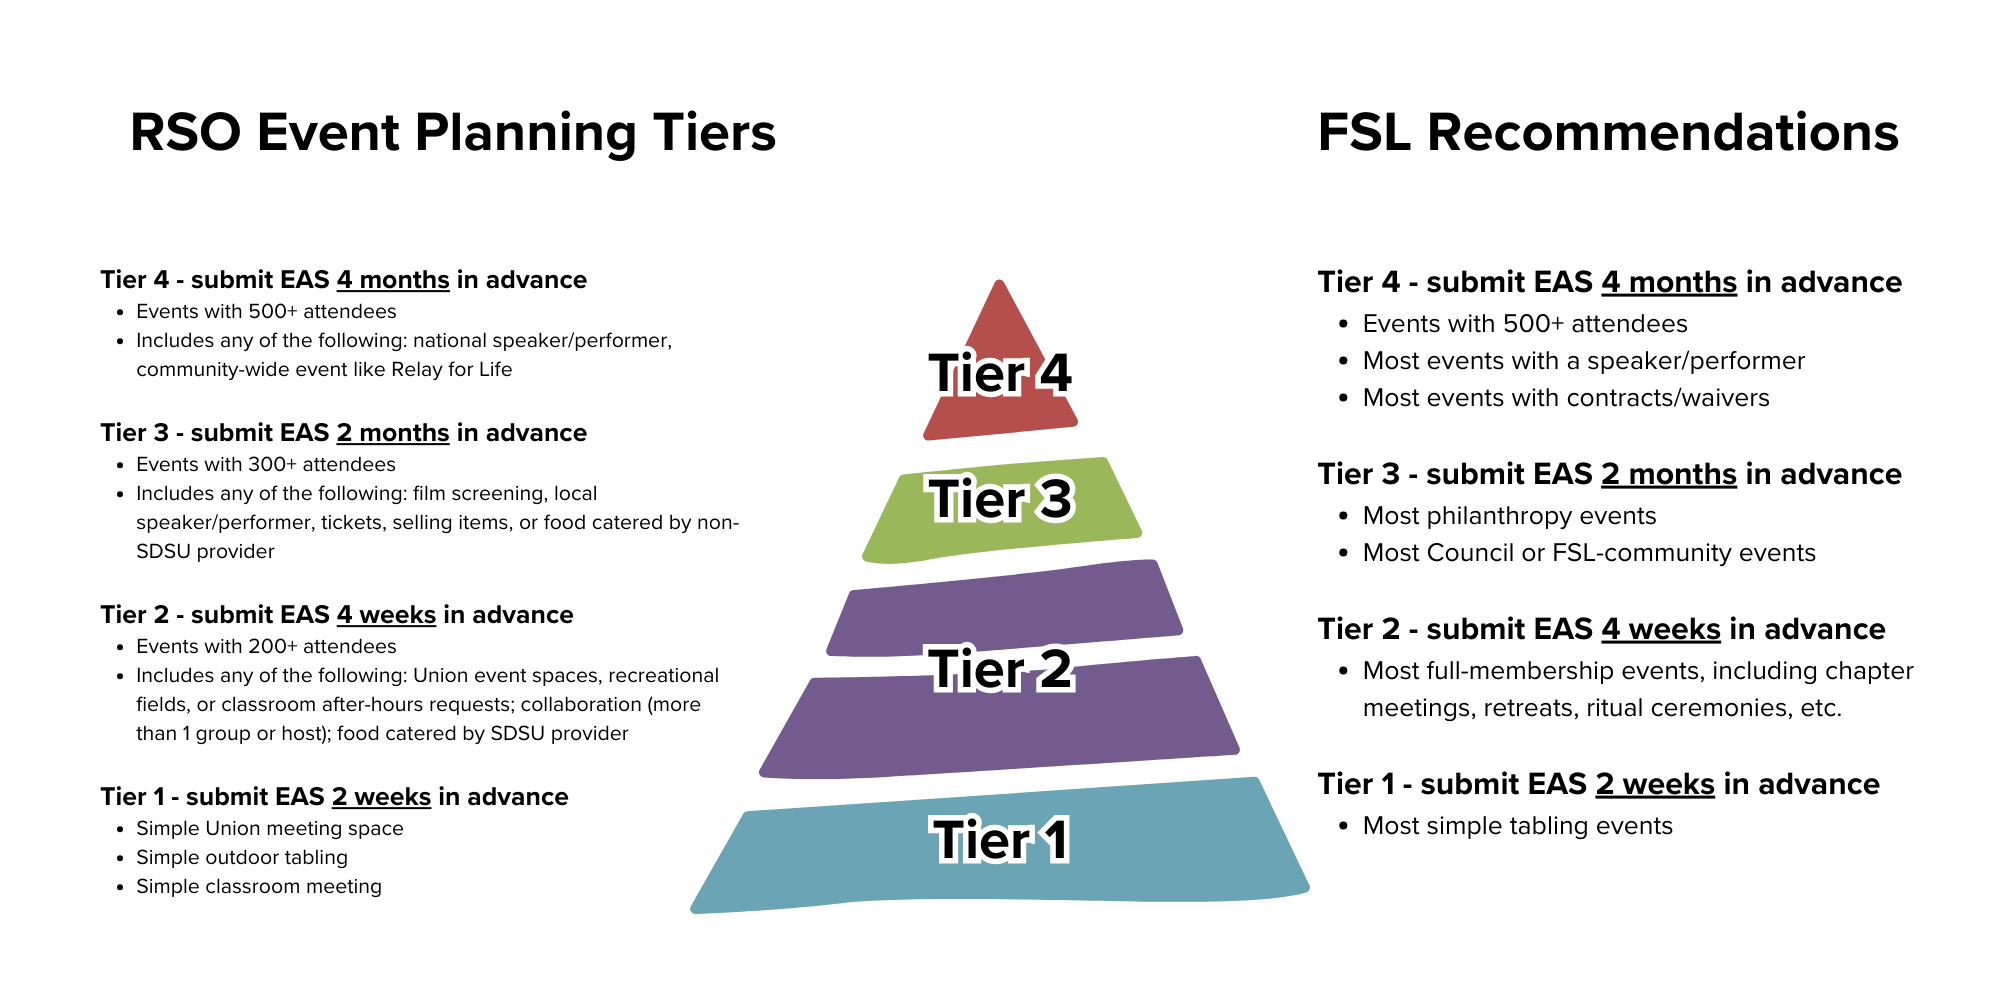 RSO Event Planning Tiers
Tier 4 - submit EAS 4 months in advance
• Events with 500+ attendees
• Includes any of the following: national speaker/performer,
community-wide event like Relay for Life
Tier 3 - submit EAS 2 months in advance
• Events with 300+ attendees
• Includes any of the following: film screening, local
speaker/performer, tickets, selling items, or food catered by non-
SDSU provider
Tier 2 - submit EAS 4 weeks in advance
• Events with 200+ attendees
• Includes any of the following: Union event spaces, recreational
fields, or classroom after-hours requests; collaboration (more
than 1 group or host); food catered by SDSU provider
Tier 1 - submit EAS 2 weeks in advance
• Simple Union meeting space
• Simple outdoor tabling
• Simple classroom meeting
Tier 4
Tier 3
Tier 2
Tier 1
FSL Recommendations
Tier 4 - submit EAS 4 months in advance
• Events with 500+ attendees
• Most events with a speaker/performer
• Most events with contracts/waivers
Tier 3 - submit EAS 2 months in advance
• Most philanthropy events
• Most Council or FSL-community events
Tier 2 - submit EAS 4 weeks in advance
• Most full-membership events, including chapter
meetings, retreats, ritual ceremonies, etc.
Tier 1 - submit EAS 2 weeks in advance
• Most simple tabling events